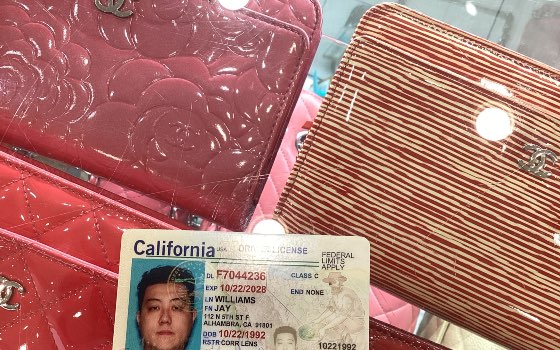 California USA DRIVER LICENSE
FEDERAL
LIMITS
APPLY
DL F7044236 CLASS C
EXP 10/22/2028 END NONE
LN WILLIAMS
FN JAY
112 N 5TH ST F
ALHAMBRA, CA 91801
DOB 10/22/1992
RSTR CORR LENS 10221992